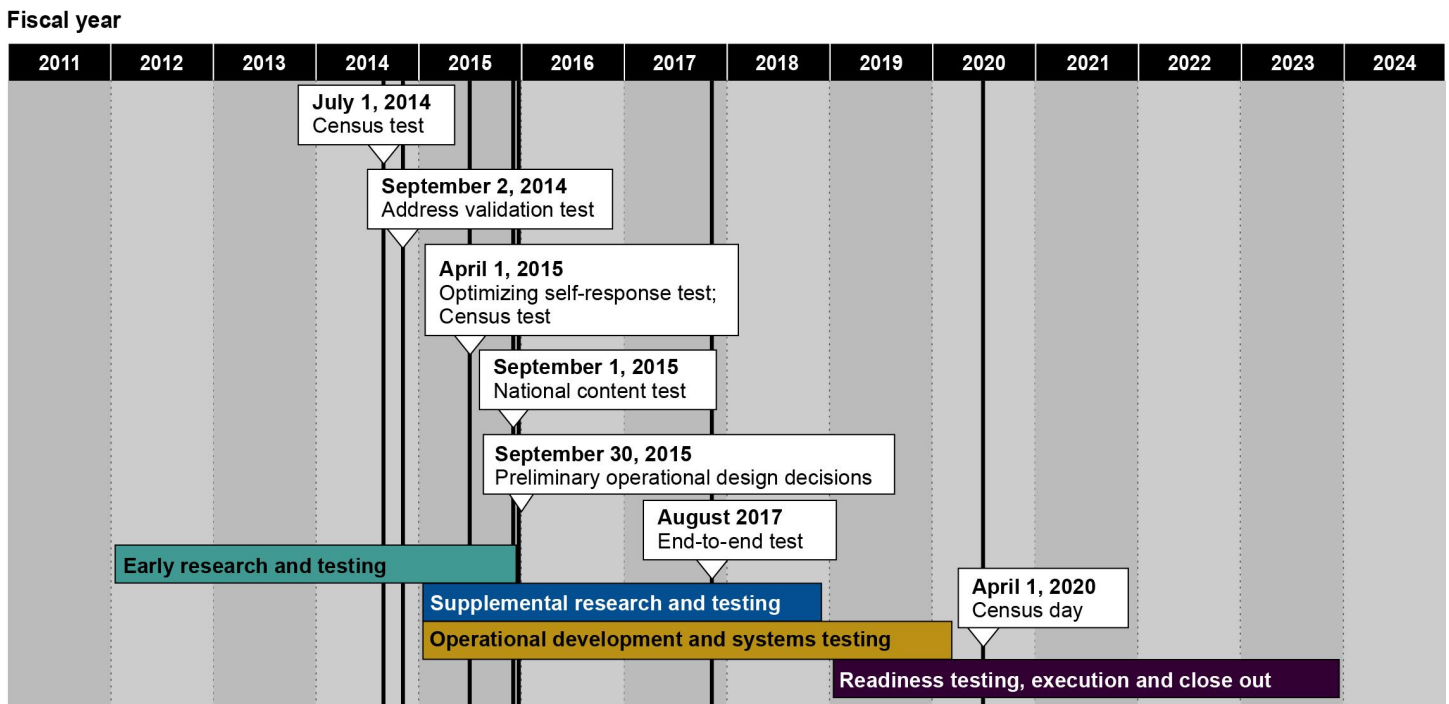 Fiscal year
2011 2012 2013 2014 2015 2016 2017 2018 2019 2020 2021 2022 2023 2024
July 1, 2014
Census test
September 2, 2014
Address validation test
April 1, 2015
Optimizing self-response test;
Census test
September 1, 2015
National content test
September 30, 2015
Preliminary operational design decisions
August 2017
End-to-end test
Early research and testing
April 1, 2020
Census day
Supplemental research and testing
Operational development and systems testing
Readiness testing, execution and close out